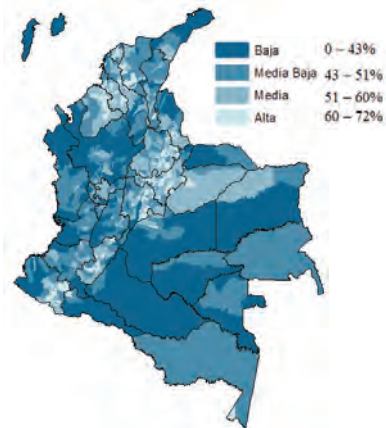 Baja 0 – 43%
Media Baja 43 – 51%
Media 51 – 60%
Alta 60 – 72%